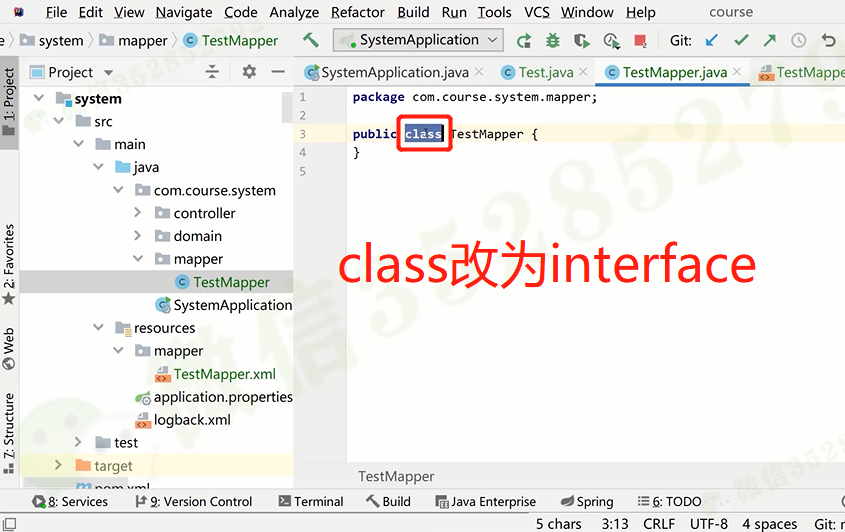 File Edit View Navigate Code Analyze Refactor Build Run Tools VCS Window Help course
system mapper TestMapper SystemApplication Git:
1: Project
Project
SystemApplication.java Test.java TestMapper.java TestMappe
system
src
main
java
com.course.system
controller
domain
mapper
TestMapper
SystemApplication
resources
mapper
TestMapper.xml
application.properties
logback.xml
test
target
pom.xml
1 package com.course.system.mapper;
2
3 public class TestMapper {
4 }
5
class改为interface
2: Favorites
Web
Z: Structure
TestMapper
8: Services 9: Version Control Terminal Build Java Enterprise Spring 6: TODO
5 chars 3:13 CRLF UTF-8 4 spaces Git: